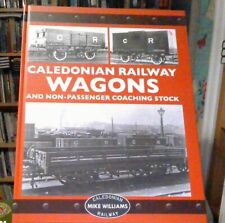 C R
C R
CALEDONIAN RAILWAY
WAGONS
AND NON-PASSENGER COACHING STOCK
CALEDONIAN
MIKE WILLIAMS
RAILWAY